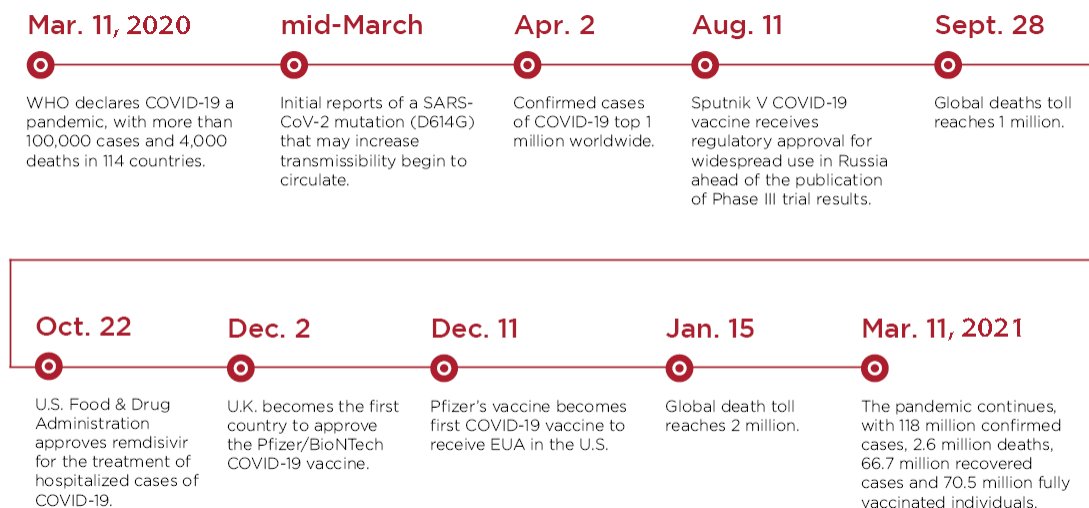 Mar. 11, 2020
WHO declares COVID-19 a
pandemic, with more than
100,000 cases and 4,000
deaths in 114 countries.
mid-March
Initial reports of a SARS-
CoV-2 mutation (D614G)
that may increase
transmissibility begin to
circulate.
Apr. 2
Confirmed cases
of COVID-19 top 1
million worldwide.
Aug. 11
Sputnik V COVID-19
vaccine receives
regulatory approval for
widespread use in Russia
ahead of the publication
of Phase III trial results.
Sept. 28
Global deaths toll
reaches 1 million.
Oct. 22
U.S. Food & Drug
Administration
approves remdisivir
for the treatment of
hospitalized cases of
COVID-19.
Dec. 2
U.K. becomes the first
country to approve
the Pfizer/BioNTech
COVID-19 vaccine.
Dec. 11
Pfizer’s vaccine becomes
first COVID-19 vaccine to
receive EUA in the U.S.
Jan. 15
Global death toll
reaches 2 million.
Mar. 11, 2021
The pandemic continues,
with 118 million confirmed
cases, 2.6 million deaths,
66.7 million recovered
cases and 70.5 million fully
vaccinated individuals.